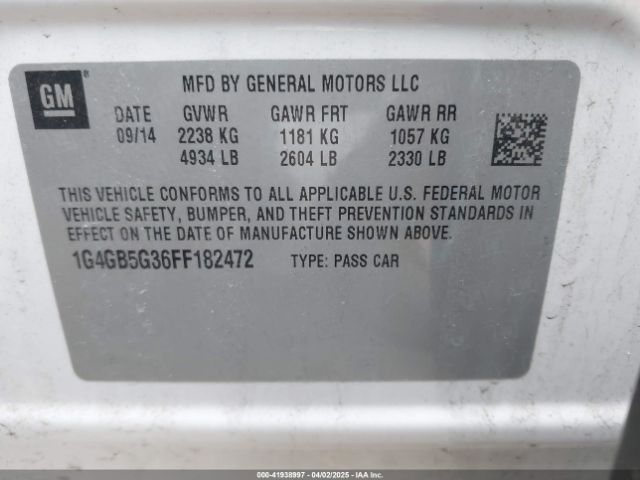 GM®
MFD BY GENERAL MOTORS LLC
DATE GVWR GAWR FRT GAWR RR
09/14 2238 KG 1181 KG 1057 KG
4934 LB 2604 LB 2330 LB
THIS VEHICLE CONFORMS TO ALL APPLICABLE U.S. FEDERAL MOTOR
VEHICLE SAFETY, BUMPER, AND THEFT PREVENTION STANDARDS IN
EFFECT ON THE DATE OF MANUFACTURE SHOWN ABOVE.
1G4GB5G36FF182472 TYPE: PASS CAR
000-41938997 04/02/2025 IAAI.com